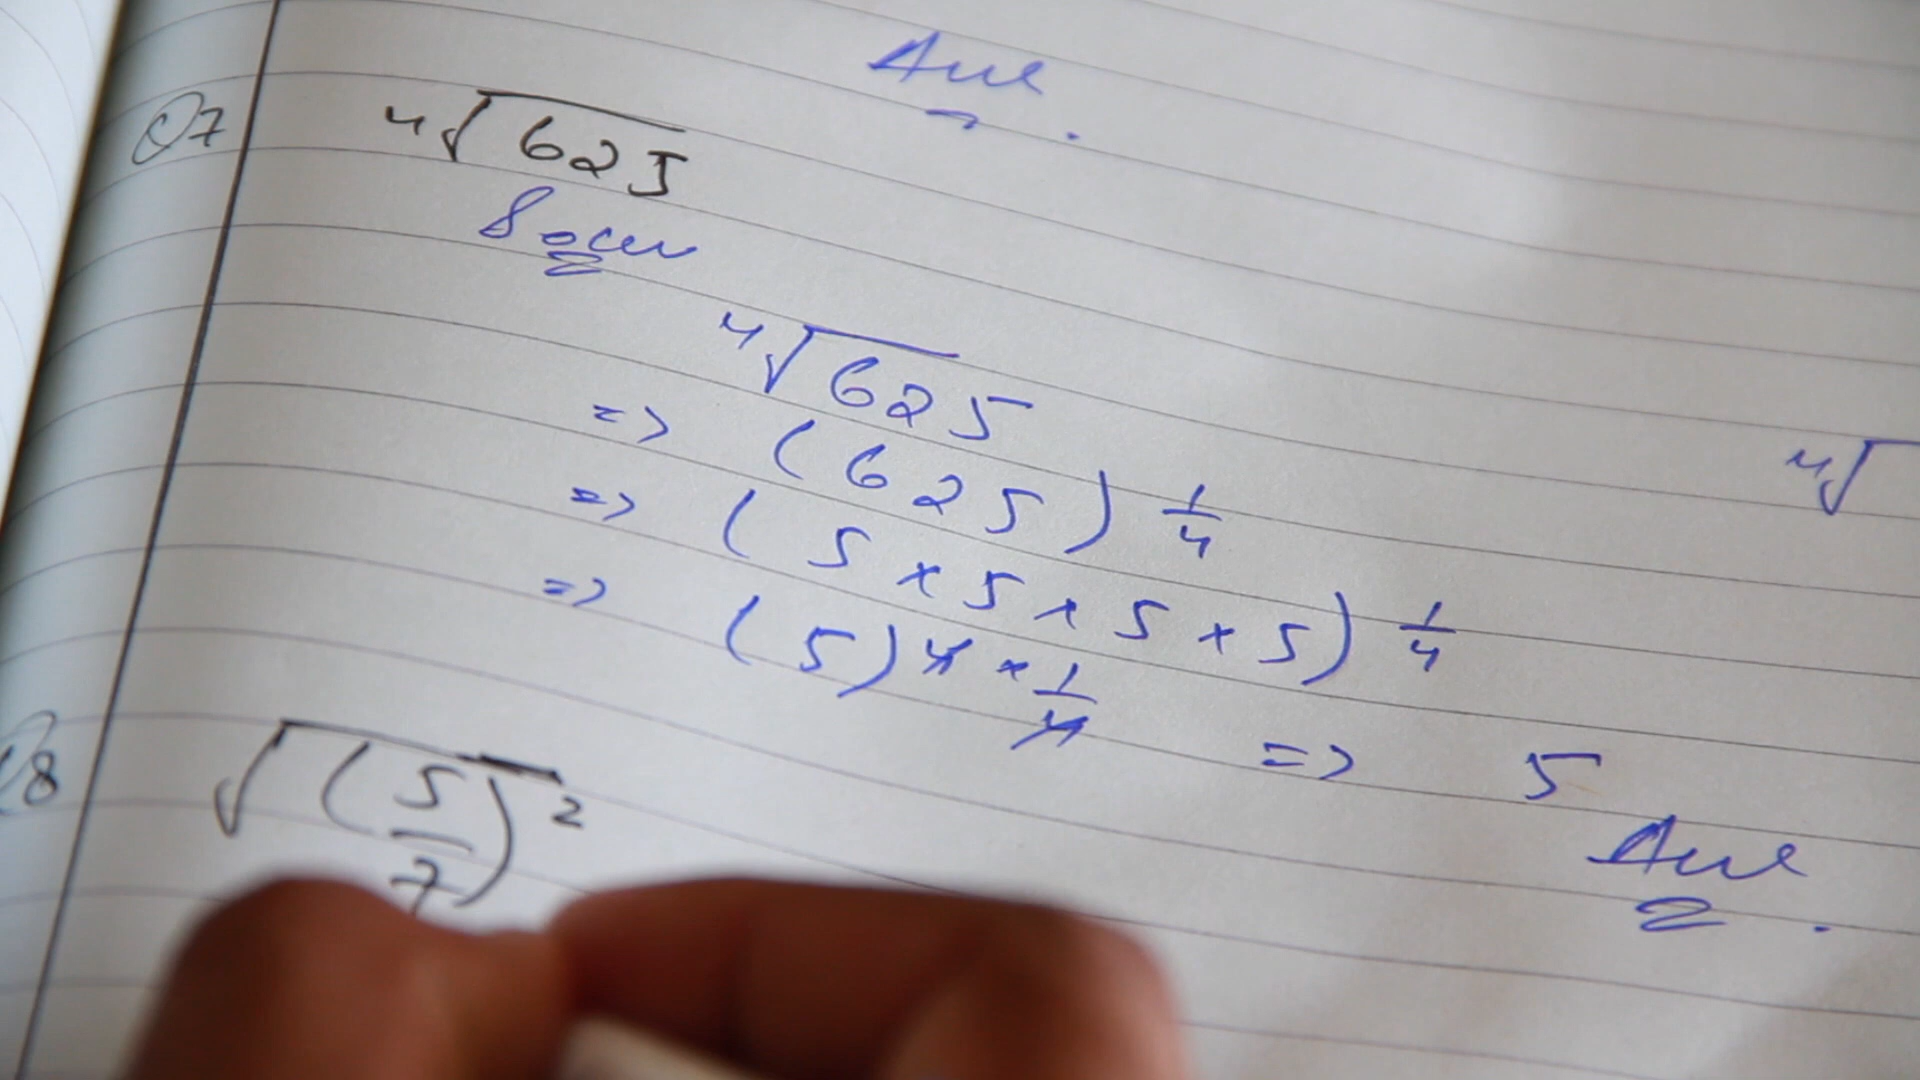 Ans
Q7 ⁴√625
Soln
⁴√625
=> (625)^1/4
=> (5 × 5 × 5 × 5)^1/4
=> (5)^4 × 1/4 => 5
Ans
Q8 √(5/7)^2
⁴√